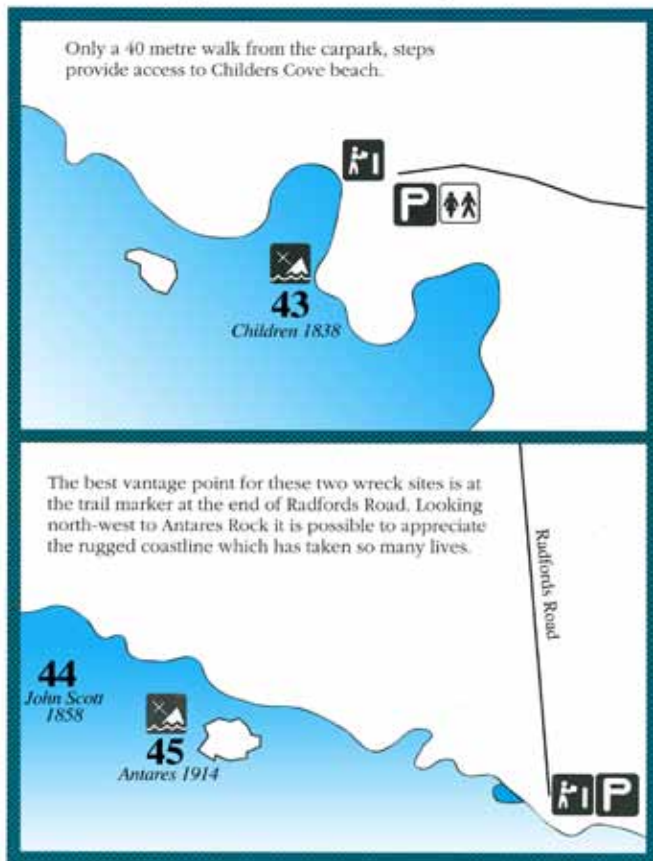 Only a 40 metre walk from the carpark, steps
provide access to Childers Cove beach.
P
43
Children 1838
The best vantage point for these two wreck sites is at
the trail marker at the end of Radfords Road. Looking
north-west to Antares Rock it is possible to appreciate
the rugged coastline which has taken so many lives.
Radfords Road
44
John Scott
1858
45
Antares 1914
P